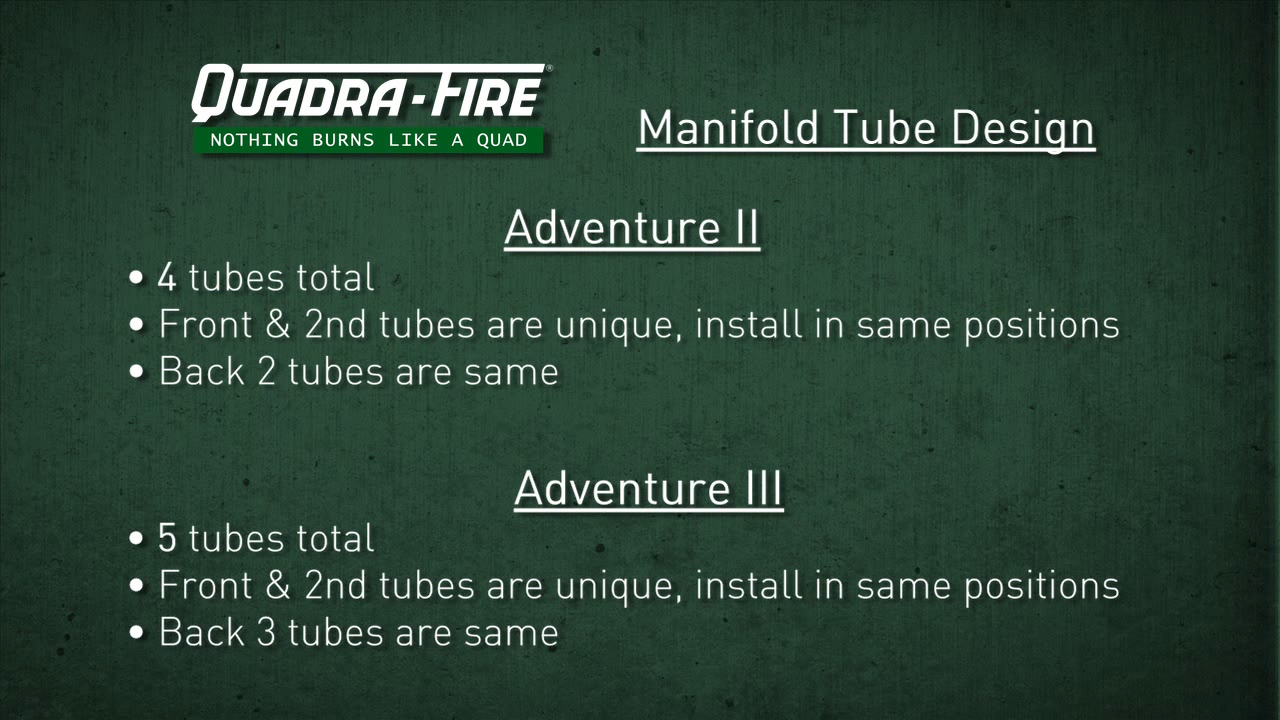 QUADRA-FIRE®
NOTHING BURNS LIKE A QUAD
Manifold Tube Design
Adventure II
• 4 tubes total
• Front & 2nd tubes are unique, install in same positions
• Back 2 tubes are same
Adventure III
• 5 tubes total
• Front & 2nd tubes are unique, install in same positions
• Back 3 tubes are same